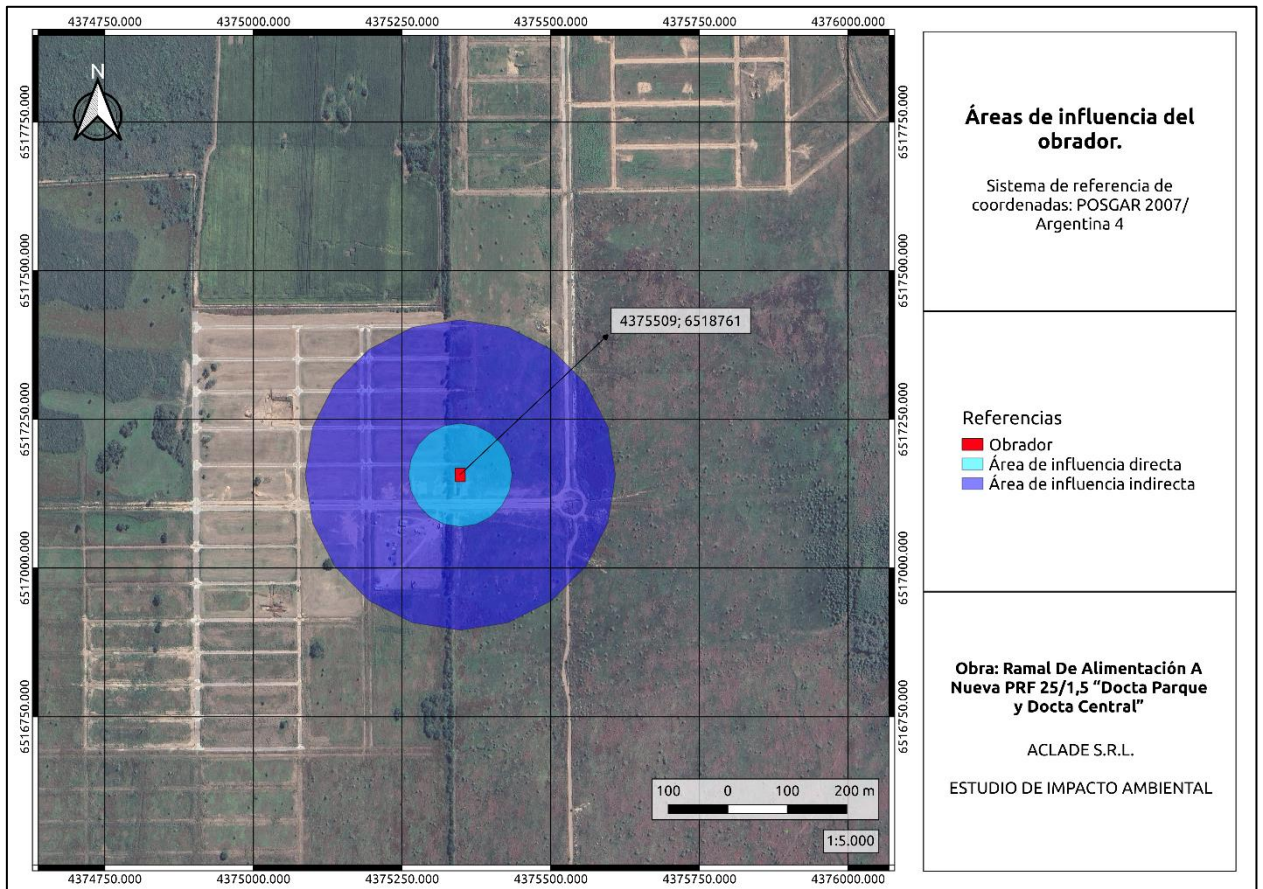 4374750.000 4375000.000 4375250.000 4375500.000 4375750.000 4376000.000
N
6517750.000 6517750.000
6517500.000 6517500.000
4375509; 6518761
6517250.000 6517250.000
6517000.000 6517000.000
6516750.000 6516750.000
100 0 100 200 m
1:5.000
4374750.000 4375000.000 4375250.000 4375500.000 4375750.000 4376000.000
Áreas de influencia del
obrador.
Sistema de referencia de
coordenadas: POSGAR 2007/
Argentina 4
Referencias
Obrador
Área de influencia directa
Área de influencia indirecta
Obra: Ramal De Alimentación A
Nueva PRF 25/1,5 “Docta Parque
y Docta Central”
ACLADE S.R.L.
ESTUDIO DE IMPACTO AMBIENTAL